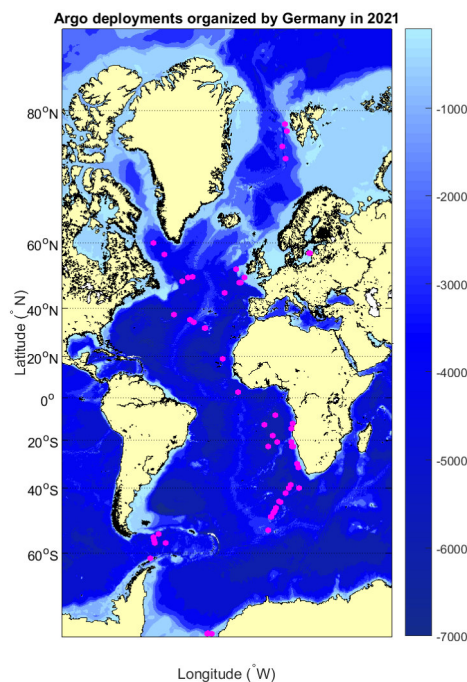 Argo deployments organized by Germany in 2021
80°N
60°N
40°N
20°N
0°
20°S
40°S
60°S
Latitude (°N)
Longitude (°W)
-1000
-2000
-3000
-4000
-5000
-6000
-7000